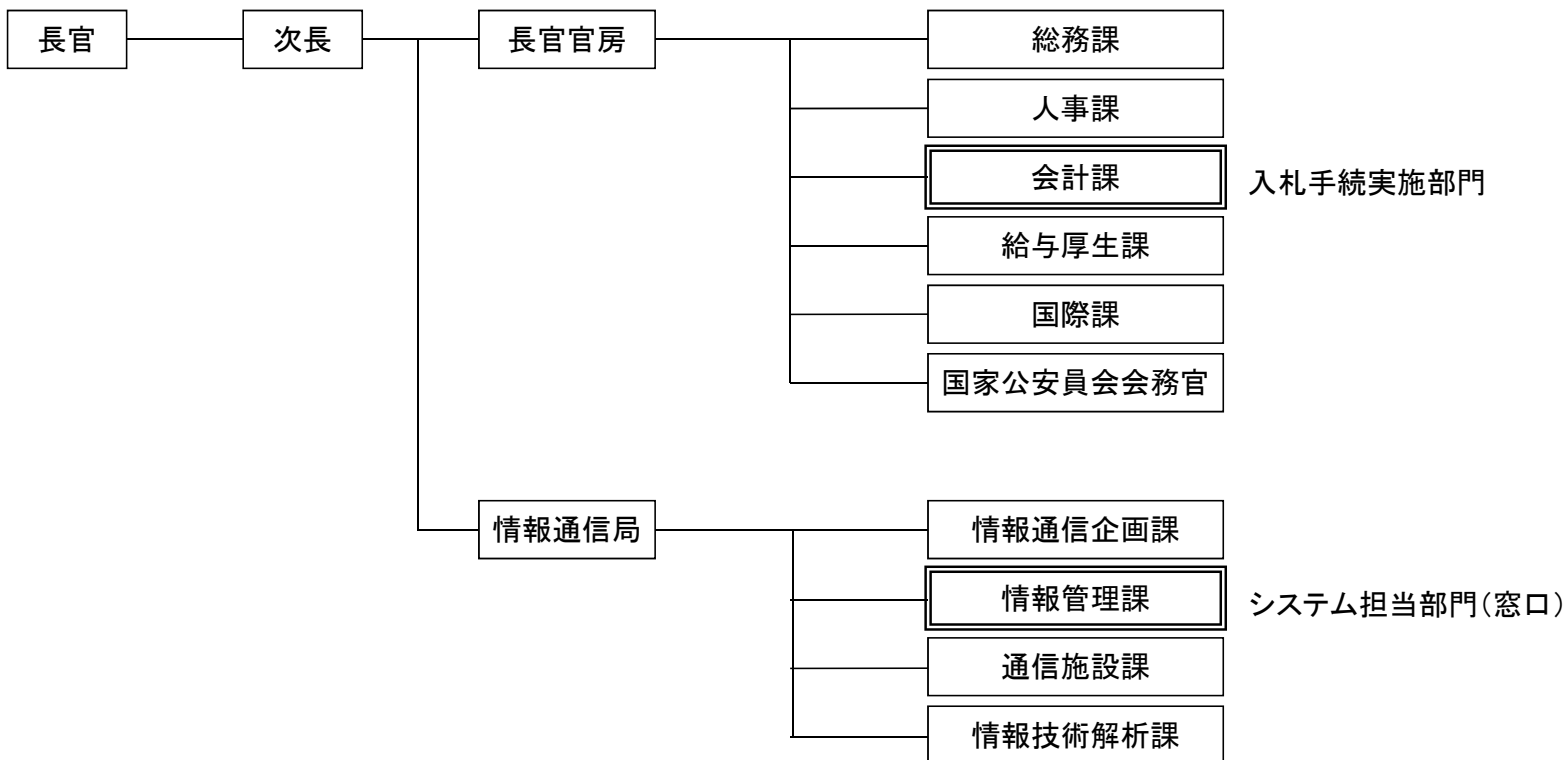 長官
次長
長官官房
総務課
人事課
会計課
入札手続実施部門
給与厚生課
国際課
国家公安員会会務官
情報通信局
情報通信企画課
情報管理課
システム担当部門(窓口)
通信施設課
情報技術解析課